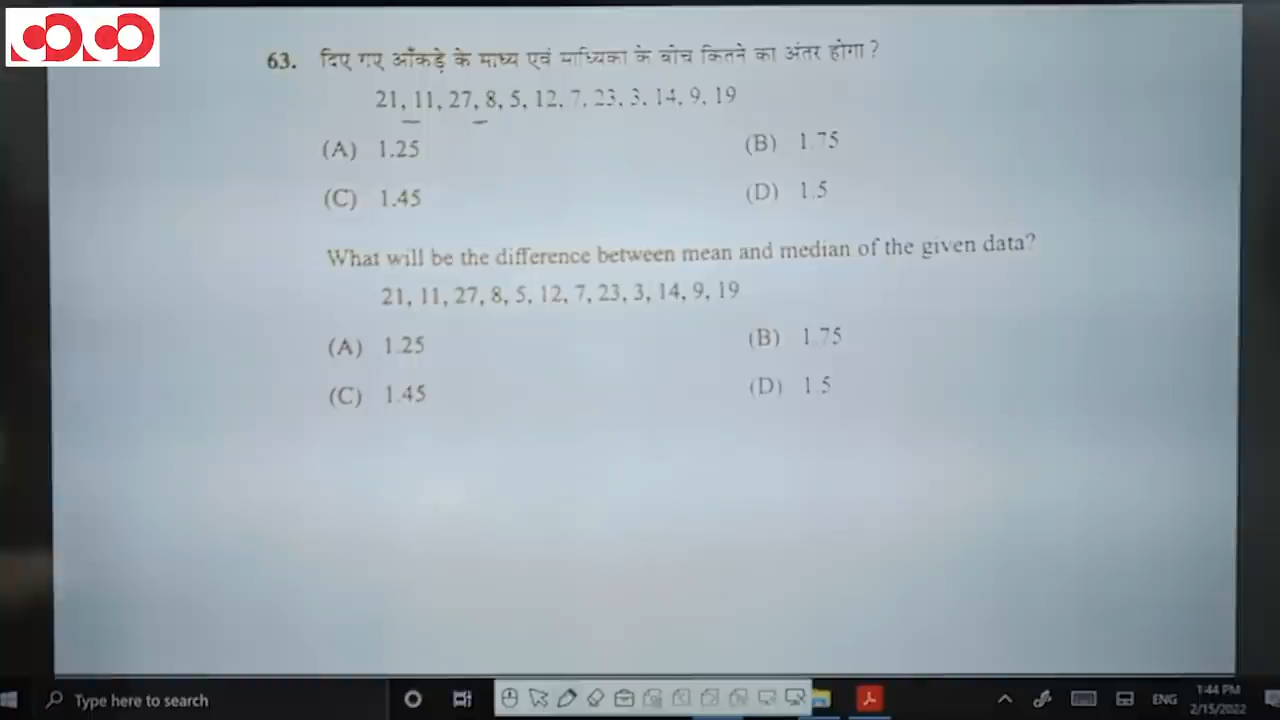 63. दिए गए आँकड़े के माध्य एवं माध्यिका के बीच कितने का अंतर होगा ?
21, 11, 27, 8, 5, 12, 7, 23, 3, 14, 9, 19
(A) 1.25 (B) 1.75
(C) 1.45 (D) 1.5
What will be the difference between mean and median of the given data?
21, 11, 27, 8, 5, 12, 7, 23, 3, 14, 9, 19
(A) 1.25 (B) 1.75
(C) 1.45 (D) 1.5
Type here to search ENG 1:44 PM
2/15/2022